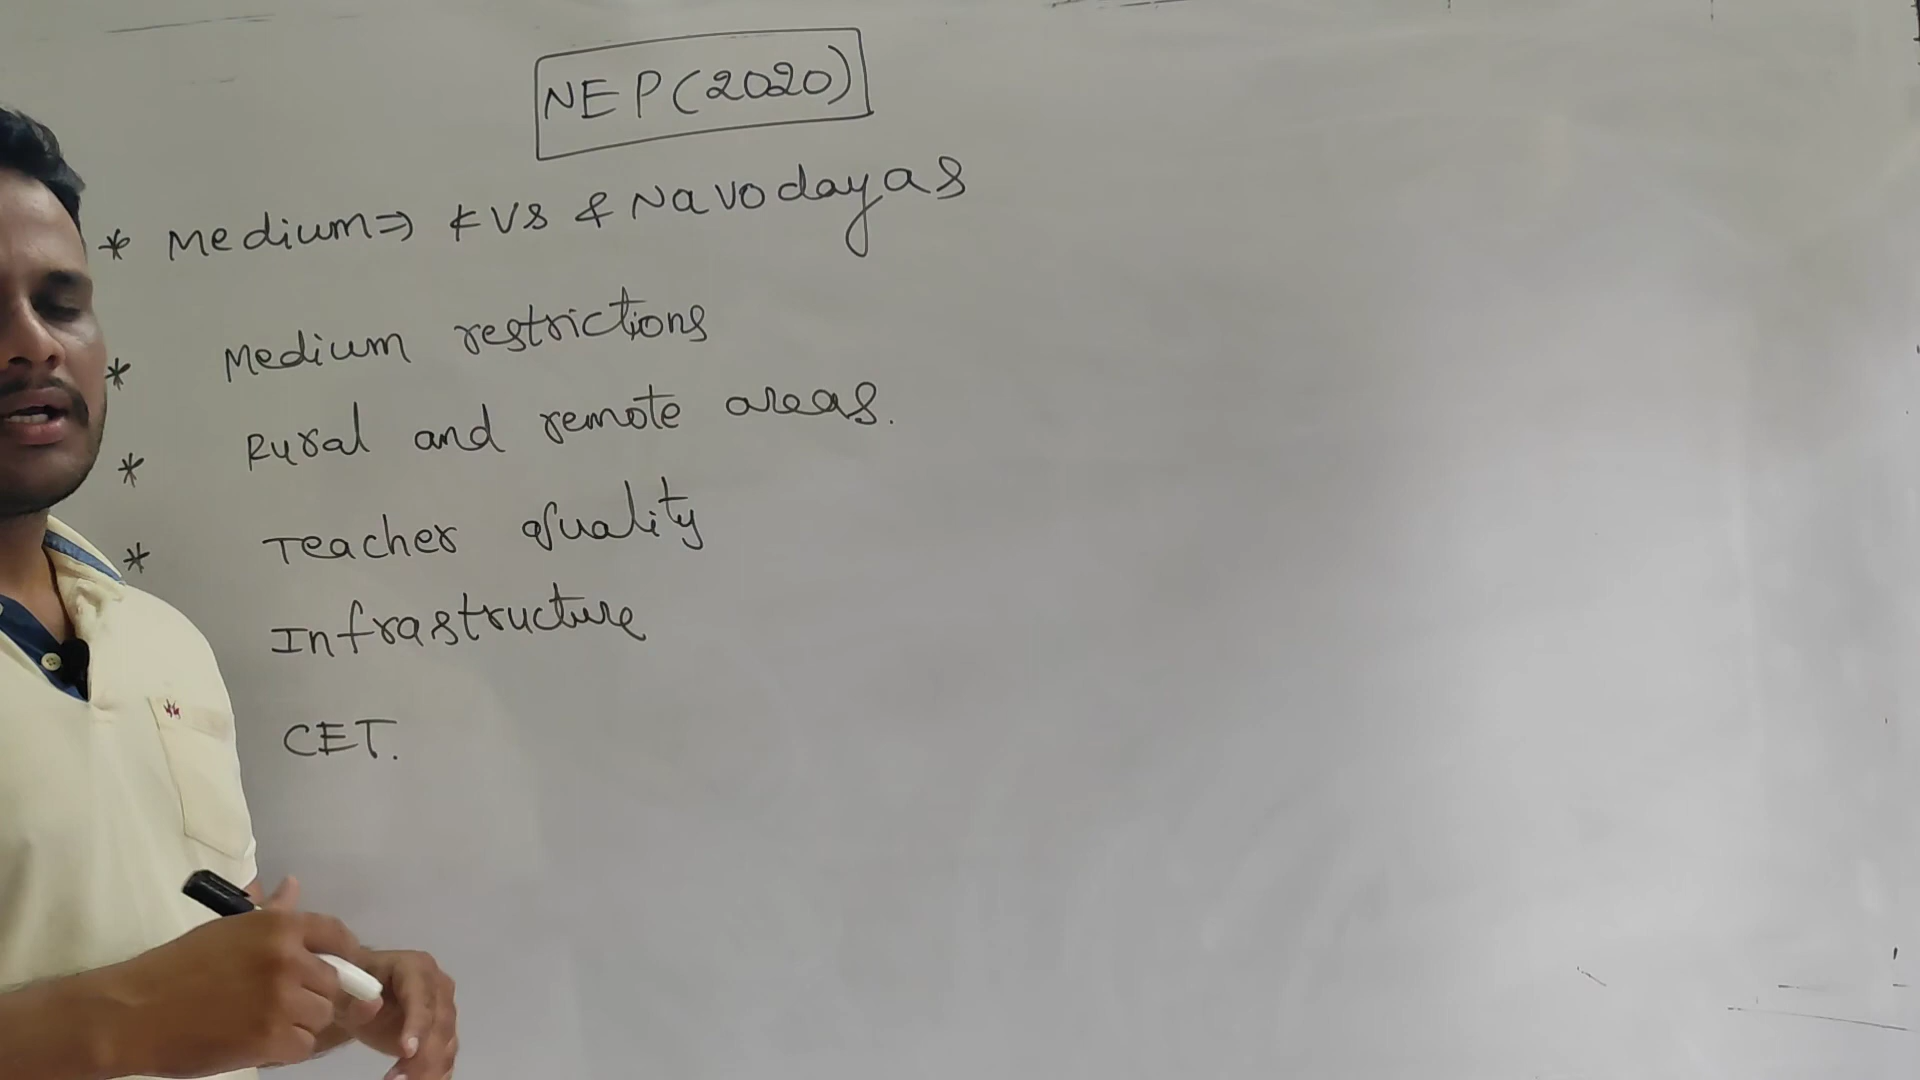 NEP(2020)
* Medium => KVS & Navodayas
* Medium restrictions
* Rural and remote areas.
* Teacher quality
Infrastructure
CET.